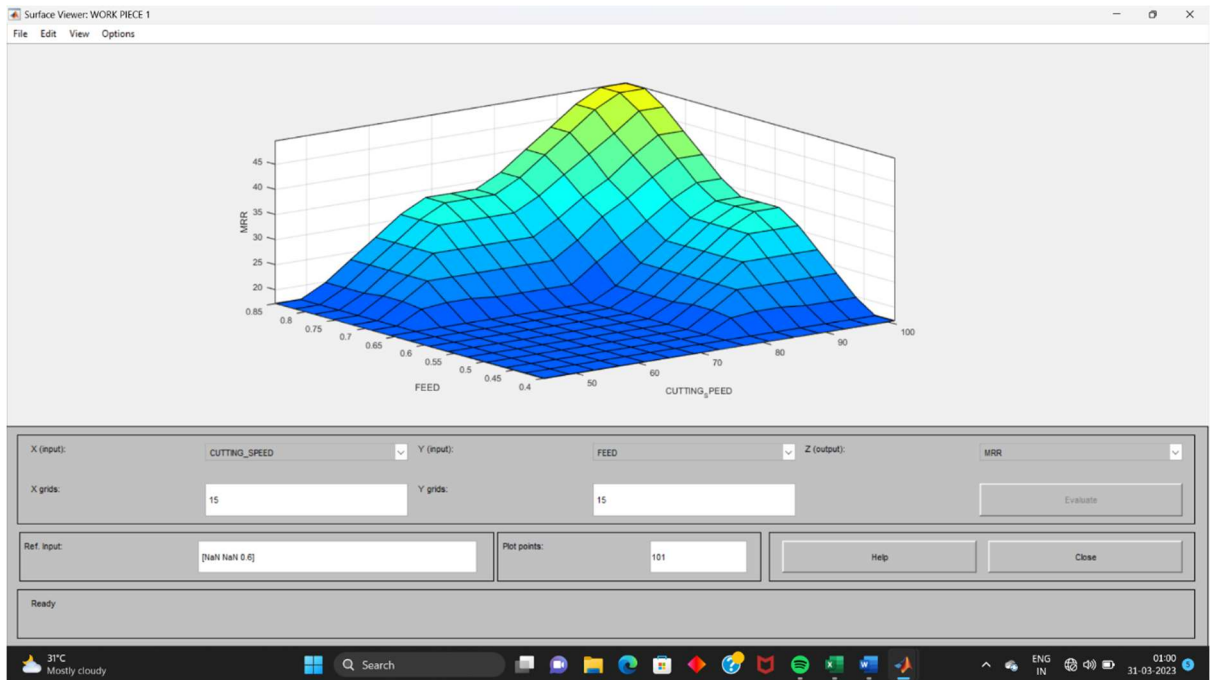 Surface Viewer: WORK PIECE 1
File Edit View Options
45
40
35
30
25
20
MRR
0.85
0.8
0.75
0.7
0.65
0.6
0.55
0.5
0.45
0.4
FEED
50
60
70
80
90
100
CUTTING_SPEED
X (input): CUTTING_SPEED Y (input): FEED Z (output): MRR
X grids: 15 Y grids: 15 Evaluate
Ref. Input: [NaN NaN 0.6] Plot points: 101 Help Close
Ready
31°C
Mostly cloudy
Search
ENG
IN
01:00
31-03-2023
5